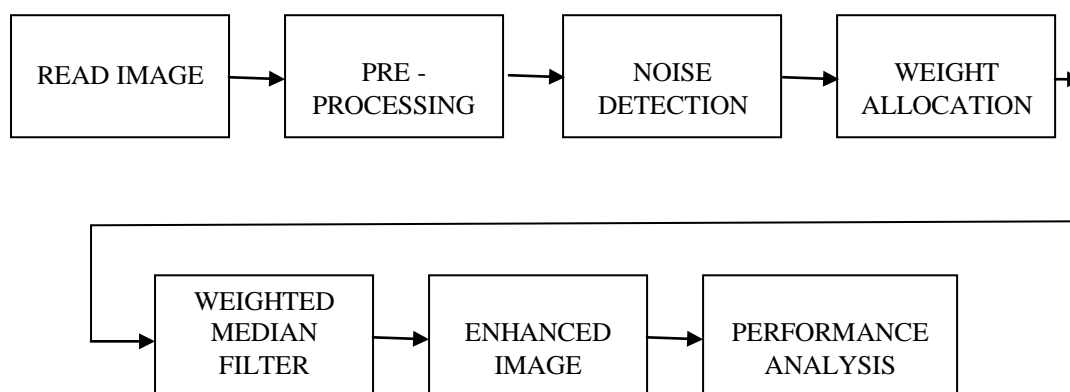 READ IMAGE
PRE -
PROCESSING
NOISE
DETECTION
WEIGHT
ALLOCATION
WEIGHTED
MEDIAN
FILTER
ENHANCED
IMAGE
PERFORMANCE
ANALYSIS